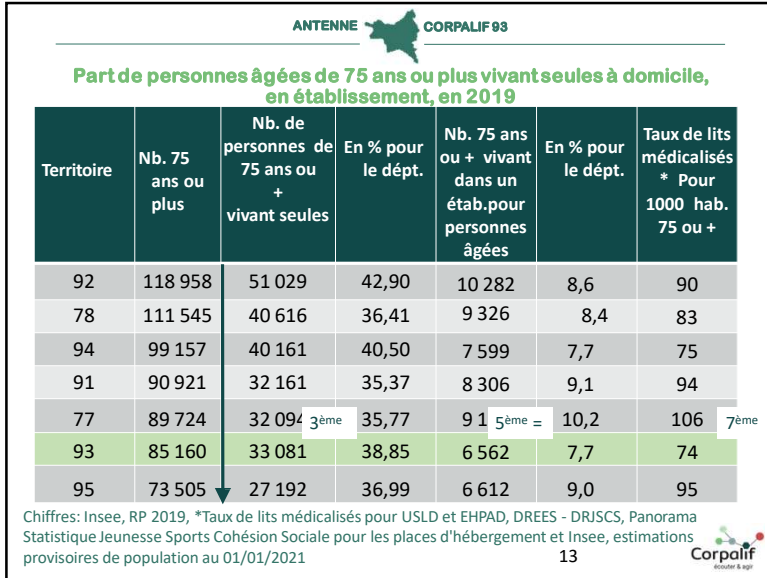 ANTENNE CORPALIF 93
Part de personnes âgées de 75 ans ou plus vivant seules à domicile,
en établissement, en 2019
Territoire
Nb. 75
ans ou
plus
Nb. de
personnes de
75 ans ou
+
vivant seules
En % pour
le dépt.
Nb. 75 ans
ou + vivant
dans un
étab.pour
personnes
âgées
En % pour
le dépt.
Taux de lits
médicalisés
* Pour
1000 hab.
75 ou +
92 118 958 51 029 42,90 10 282 8,6 90
78 111 545 40 616 36,41 9 326 8,4 83
94 99 157 40 161 40,50 7 599 7,7 75
91 90 921 32 161 35,37 8 306 9,1 94
77 89 724 32 094 3ème 35,77 9 1 5ème = 10,2 106 7ème
93 85 160 33 081 38,85 6 562 7,7 74
95 73 505 27 192 36,99 6 612 9,0 95
Chiffres: Insee, RP 2019, *Taux de lits médicalisés pour USLD et EHPAD, DREES - DRJSCS, Panorama
Statistique Jeunesse Sports Cohésion Sociale pour les places d'hébergement et Insee, estimations
provisoires de population au 01/01/2021
13
Corpalif
écouter & agir